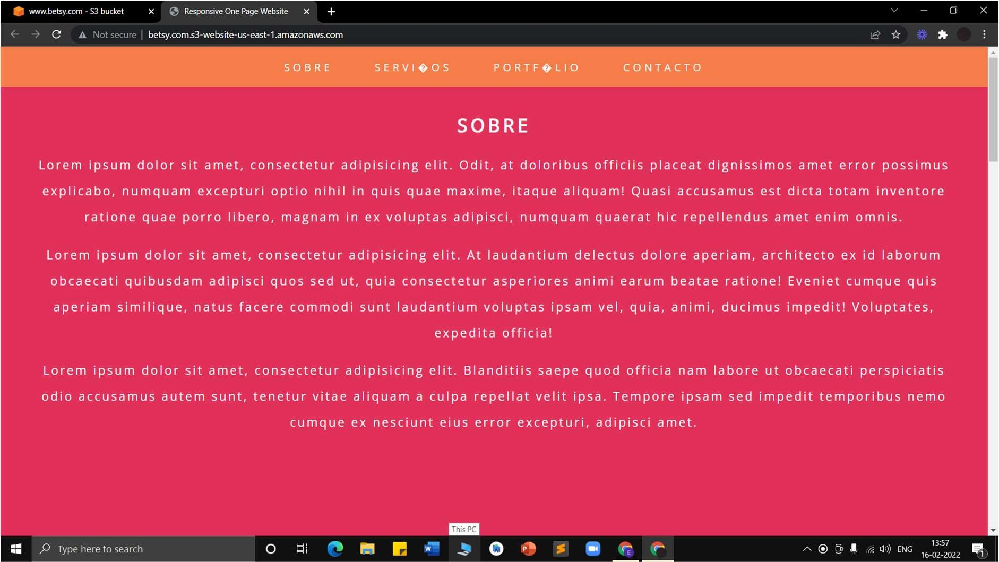 www.betsy.com - S3 bucket
Responsive One Page Website
Not secure
betsy.com.s3-website-us-east-1.amazonaws.com
SOBRE SERVI�OS PORTF�LIO CONTACTO
SOBRE
Lorem ipsum dolor sit amet, consectetur adipisicing elit. Odit, at doloribus officiis placeat dignissimos amet error possimus
explicabo, numquam excepturi optio nihil in quis quae maxime, itaque aliquam! Quasi accusamus est dicta totam inventore
ratione quae porro libero, magnam in ex voluptas adipisci, numquam quaerat hic repellendus amet enim omnis.
Lorem ipsum dolor sit amet, consectetur adipisicing elit. At laudantium delectus dolore aperiam, architecto ex id laborum
obcaecati quibusdam adipisci quos sed ut, quia consectetur asperiores animi earum beatae ratione! Eveniet cumque quis
aperiam similique, natus facere commodi sunt laudantium voluptas ipsam vel, quia, animi, ducimus impedit! Voluptates,
expedita officia!
Lorem ipsum dolor sit amet, consectetur adipisicing elit. Blanditiis saepe quod officia nam labore ut obcaecati perspiciatis
odio accusamus autem sunt, tenetur vitae aliquam a culpa repellat velit ipsa. Tempore ipsam sed impedit temporibus nemo
cumque ex nesciunt eius error excepturi, adipisci amet.
This PC
Type here to search
ENG
13:57
16-02-2022
1